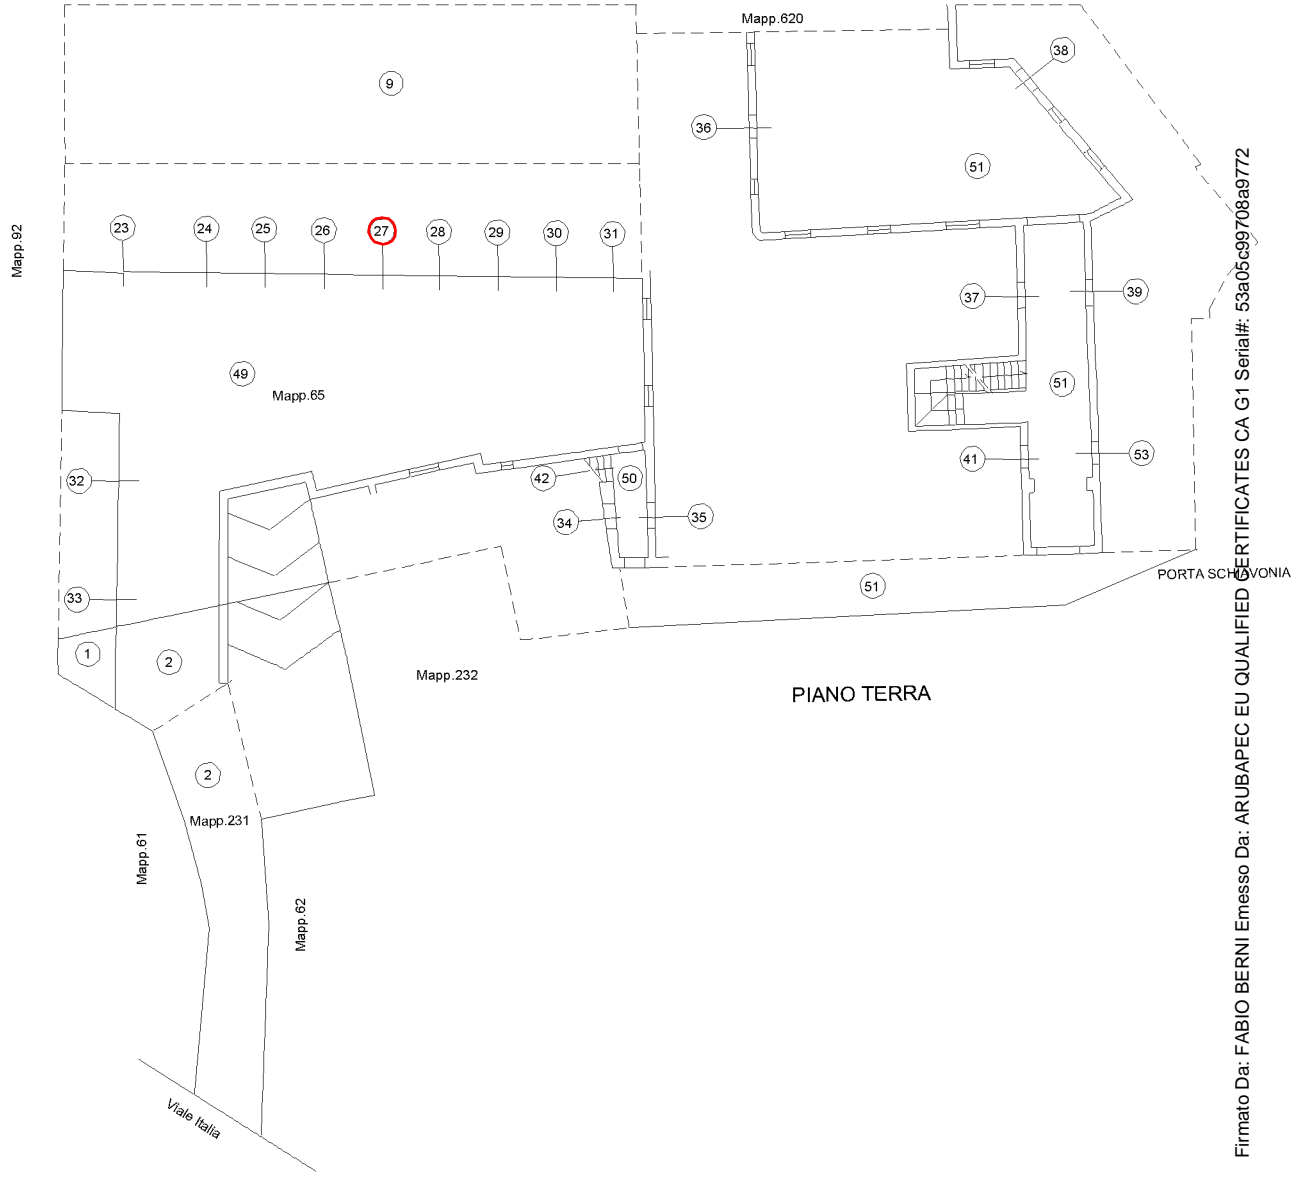 Mapp.620
38
9
36
51
Mapp.92
23
24
25
26
27
28
29
30
31
37
39
49
Mapp.65
51
32
42
50
41
53
34
35
33
51
PORTA SCHIAVONIA
1
2
Mapp.232
PIANO TERRA
2
Mapp.231
Mapp.61
Mapp.62
Viale Italia
Firmato Da: FABIO BERNI Emesso Da: ARUBAPEC EU QUALIFIED CERTIFICATES CA G1 Serial#: 53a05c99708a9772